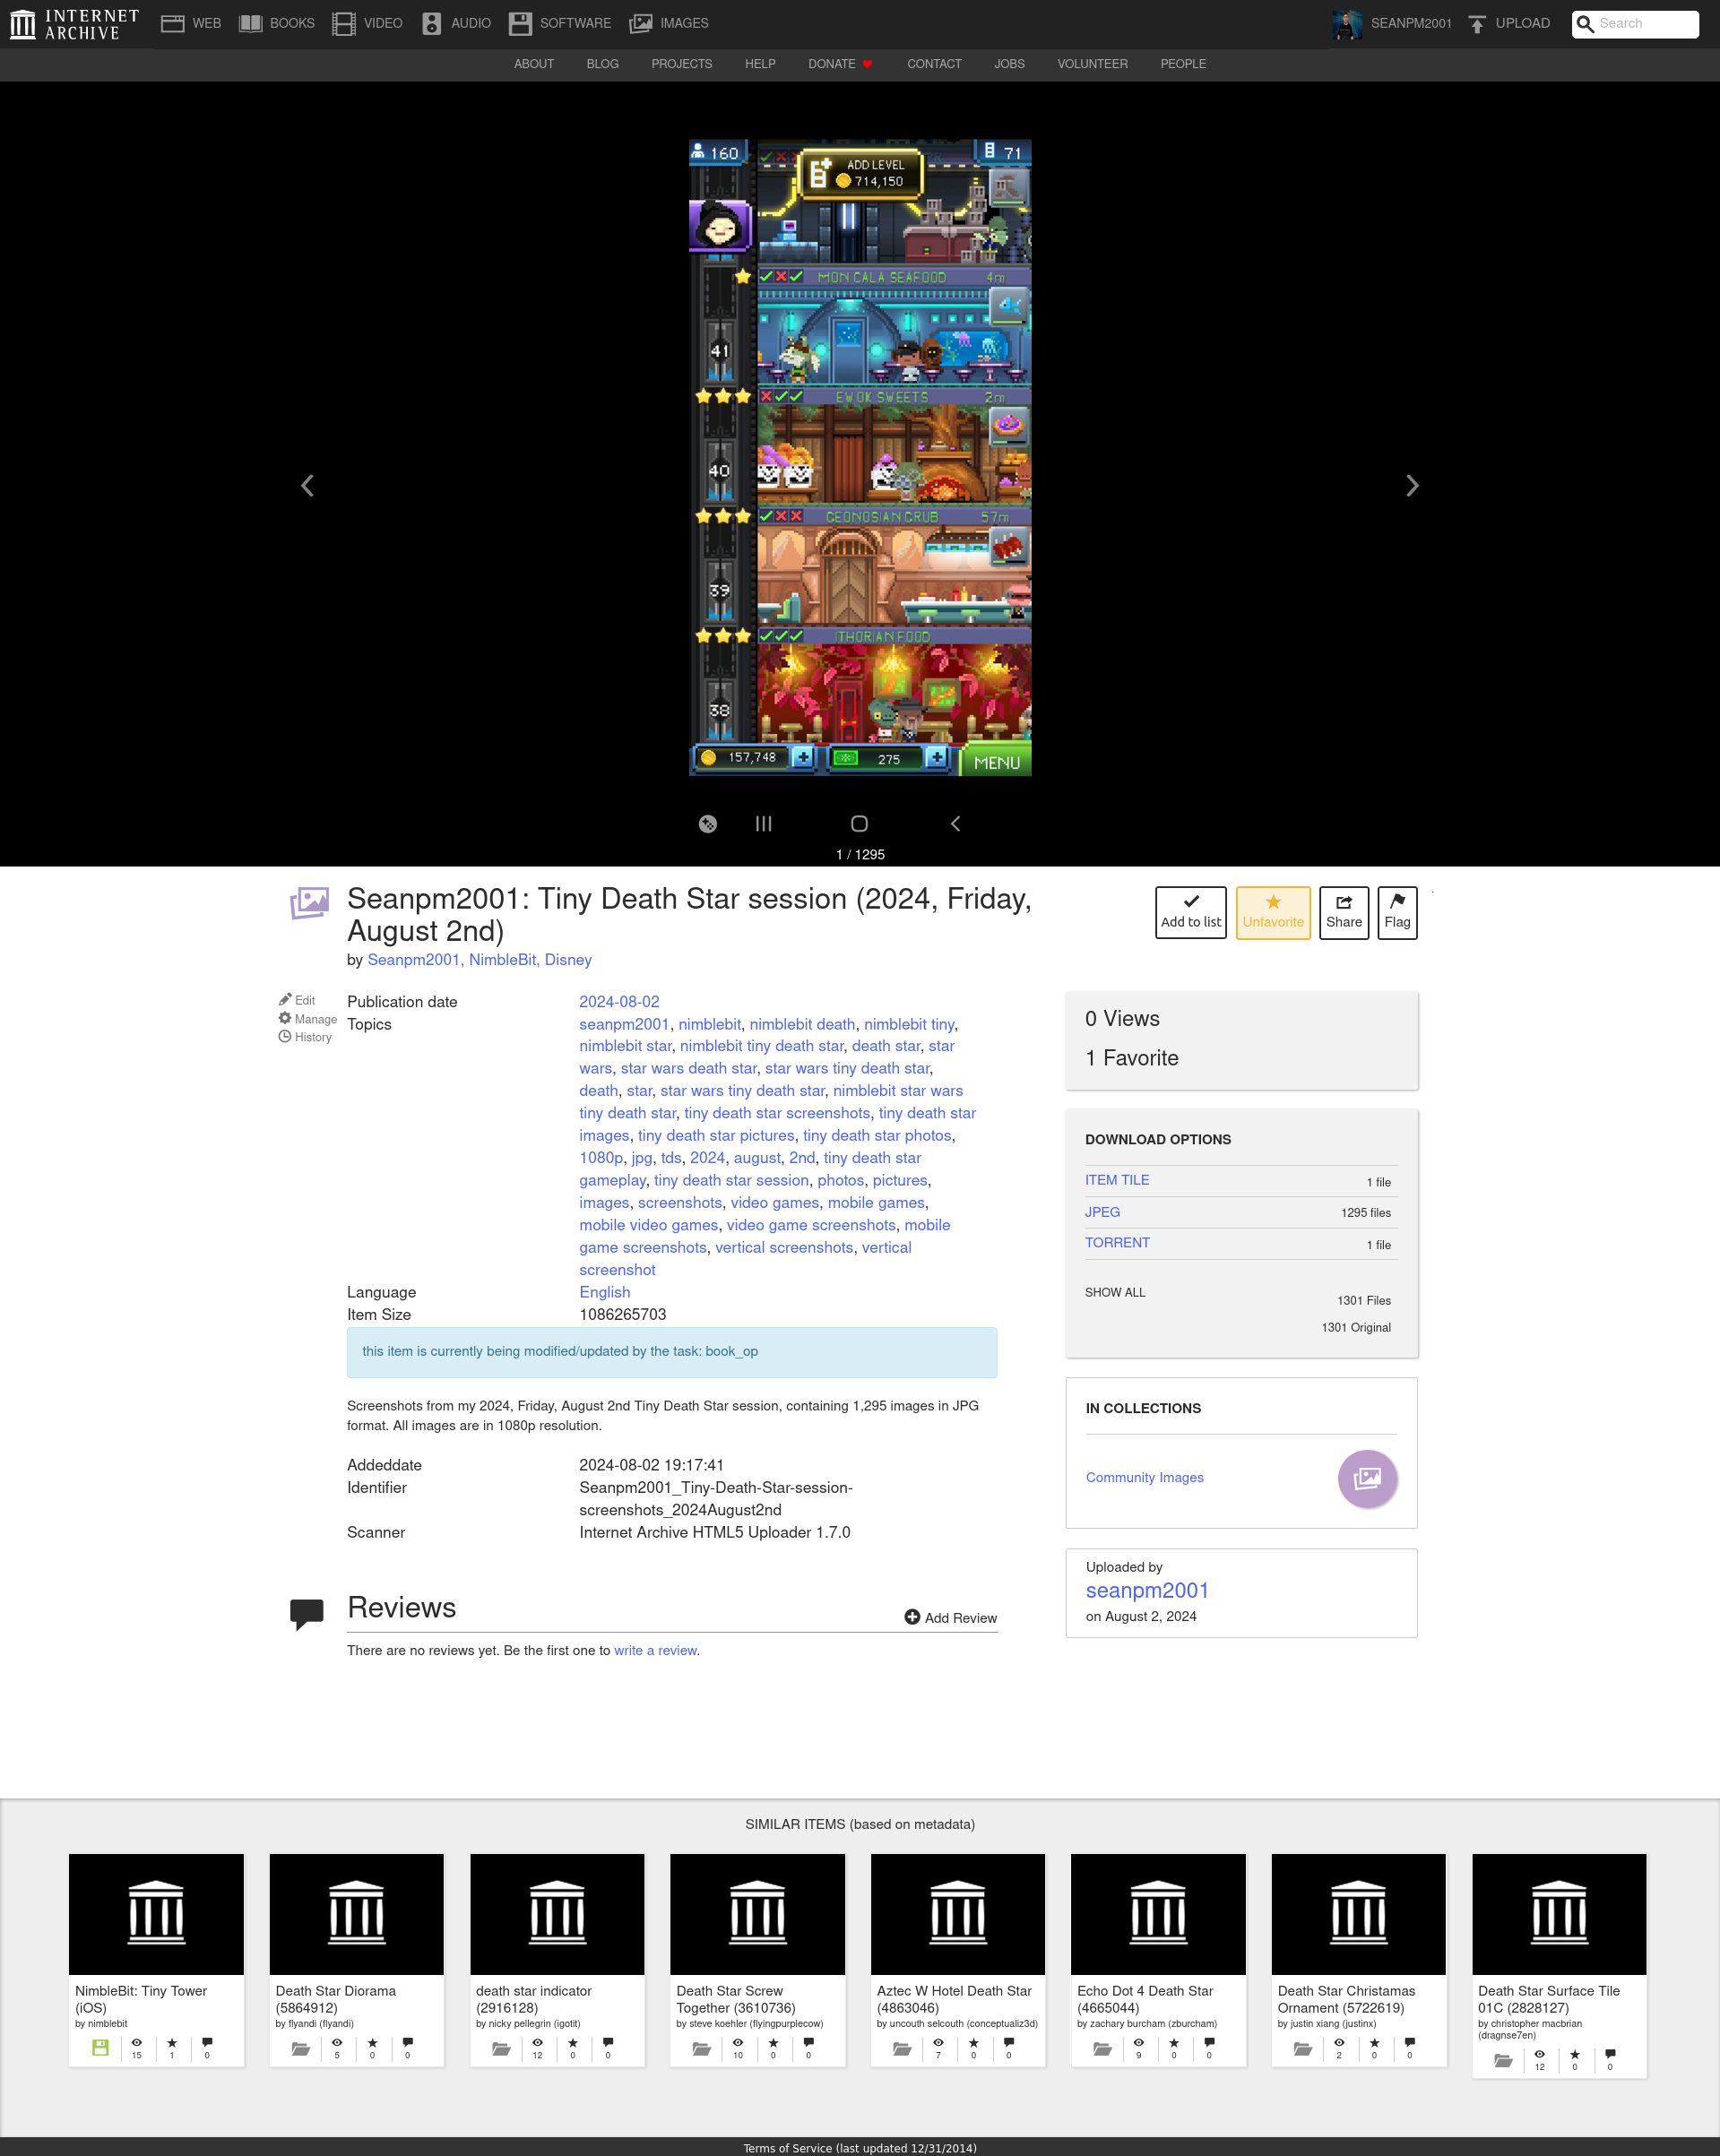 INTERNET ARCHIVE
WEB BOOKS VIDEO AUDIO SOFTWARE IMAGES SEANPM2001 UPLOAD Search
ABOUT BLOG PROJECTS HELP DONATE CONTACT JOBS VOLUNTEER PEOPLE
160 ADD LEVEL 71
714,150
MON CALA SEAFOOD 4m
41
EWOK SWEETS 2m
40
GEONOSIAN GRUB 57m
39
ITHORIAN FOOD
38
157,748 275 MENU
1 / 1295
Seanpm2001: Tiny Death Star session (2024, Friday,
August 2nd)
by Seanpm2001, NimbleBit, Disney
Add to list Unfavorite Share Flag
Edit
Manage
History
Publication date 2024-08-02
Topics seanpm2001, nimblebit, nimblebit death, nimblebit tiny,
nimblebit star, nimblebit tiny death star, death star, star
wars, star wars death star, star wars tiny death star,
death, star, star wars tiny death star, nimblebit star wars
tiny death star, tiny death star screenshots, tiny death star
images, tiny death star pictures, tiny death star photos,
1080p, jpg, tds, 2024, august, 2nd, tiny death star
gameplay, tiny death star session, photos, pictures,
images, screenshots, video games, mobile games,
mobile video games, video game screenshots, mobile
game screenshots, vertical screenshots, vertical
screenshot
Language English
Item Size 1086265703
this item is currently being modified/updated by the task: book_op
Screenshots from my 2024, Friday, August 2nd Tiny Death Star session, containing 1,295 images in JPG
format. All images are in 1080p resolution.
Addeddate 2024-08-02 19:17:41
Identifier Seanpm2001_Tiny-Death-Star-session-
screenshots_2024August2nd
Scanner Internet Archive HTML5 Uploader 1.7.0
Reviews
Add Review
There are no reviews yet. Be the first one to write a review.
0 Views
1 Favorite
DOWNLOAD OPTIONS
ITEM TILE 1 file
JPEG 1295 files
TORRENT 1 file
SHOW ALL 1301 Files
1301 Original
IN COLLECTIONS
Community Images
Uploaded by
seanpm2001
on August 2, 2024
SIMILAR ITEMS (based on metadata)
NimbleBit: Tiny Tower
(iOS)
by nimblebit
15 1 0
Death Star Diorama
(5864912)
by flyandi (flyandi)
5 0 0
death star indicator
(2916128)
by nicky pellegrin (igotit)
12 0 0
Death Star Screw
Together (3610736)
by steve koehler (flyingpurplecow)
10 0 0
Aztec W Hotel Death Star
(4863046)
by uncouth selcouth (conceptualiz3d)
7 0 0
Echo Dot 4 Death Star
(4665044)
by zachary burcham (zburcham)
9 0 0
Death Star Christamas
Ornament (5722619)
by justin xiang (justinx)
2 0 0
Death Star Surface Tile
01C (2828127)
by christopher macbrian
(dragnse7en)
12 0 0
Terms of Service (last updated 12/31/2014)